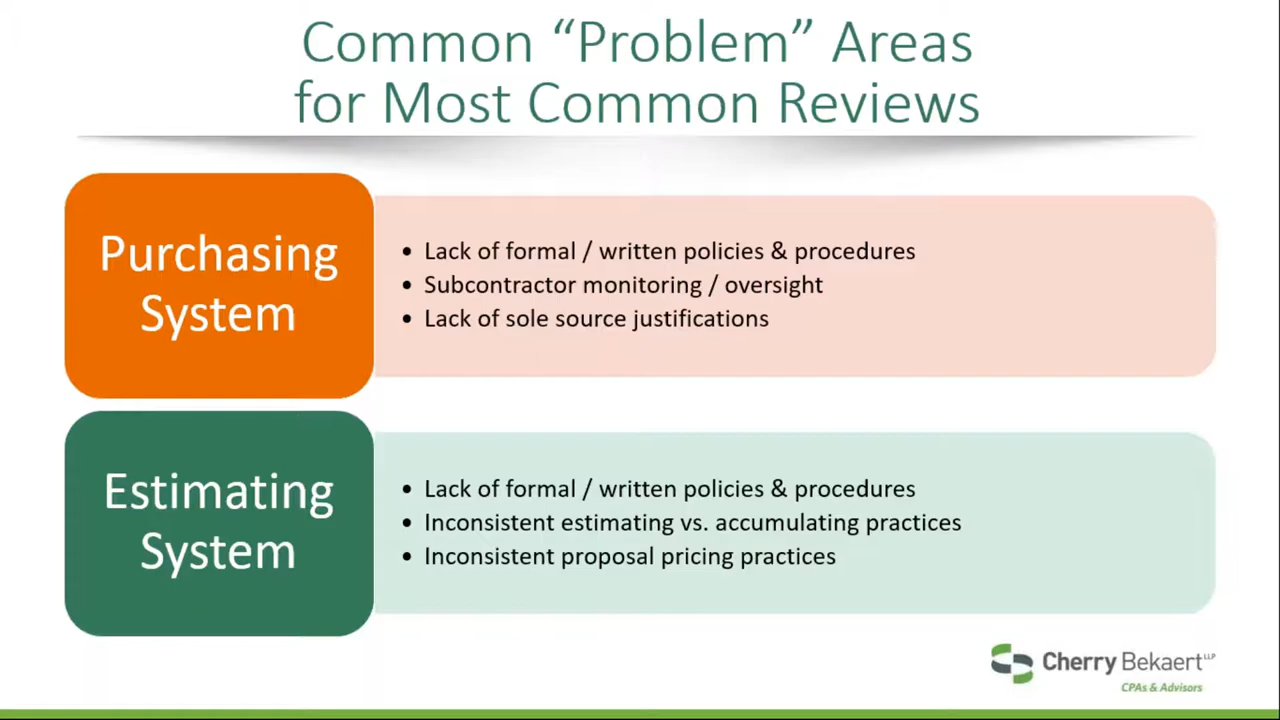 Common “Problem” Areas
for Most Common Reviews
Purchasing
System
• Lack of formal / written policies & procedures
• Subcontractor monitoring / oversight
• Lack of sole source justifications
Estimating
System
• Lack of formal / written policies & procedures
• Inconsistent estimating vs. accumulating practices
• Inconsistent proposal pricing practices
Cherry Bekaert LLP
CPAs & Advisors